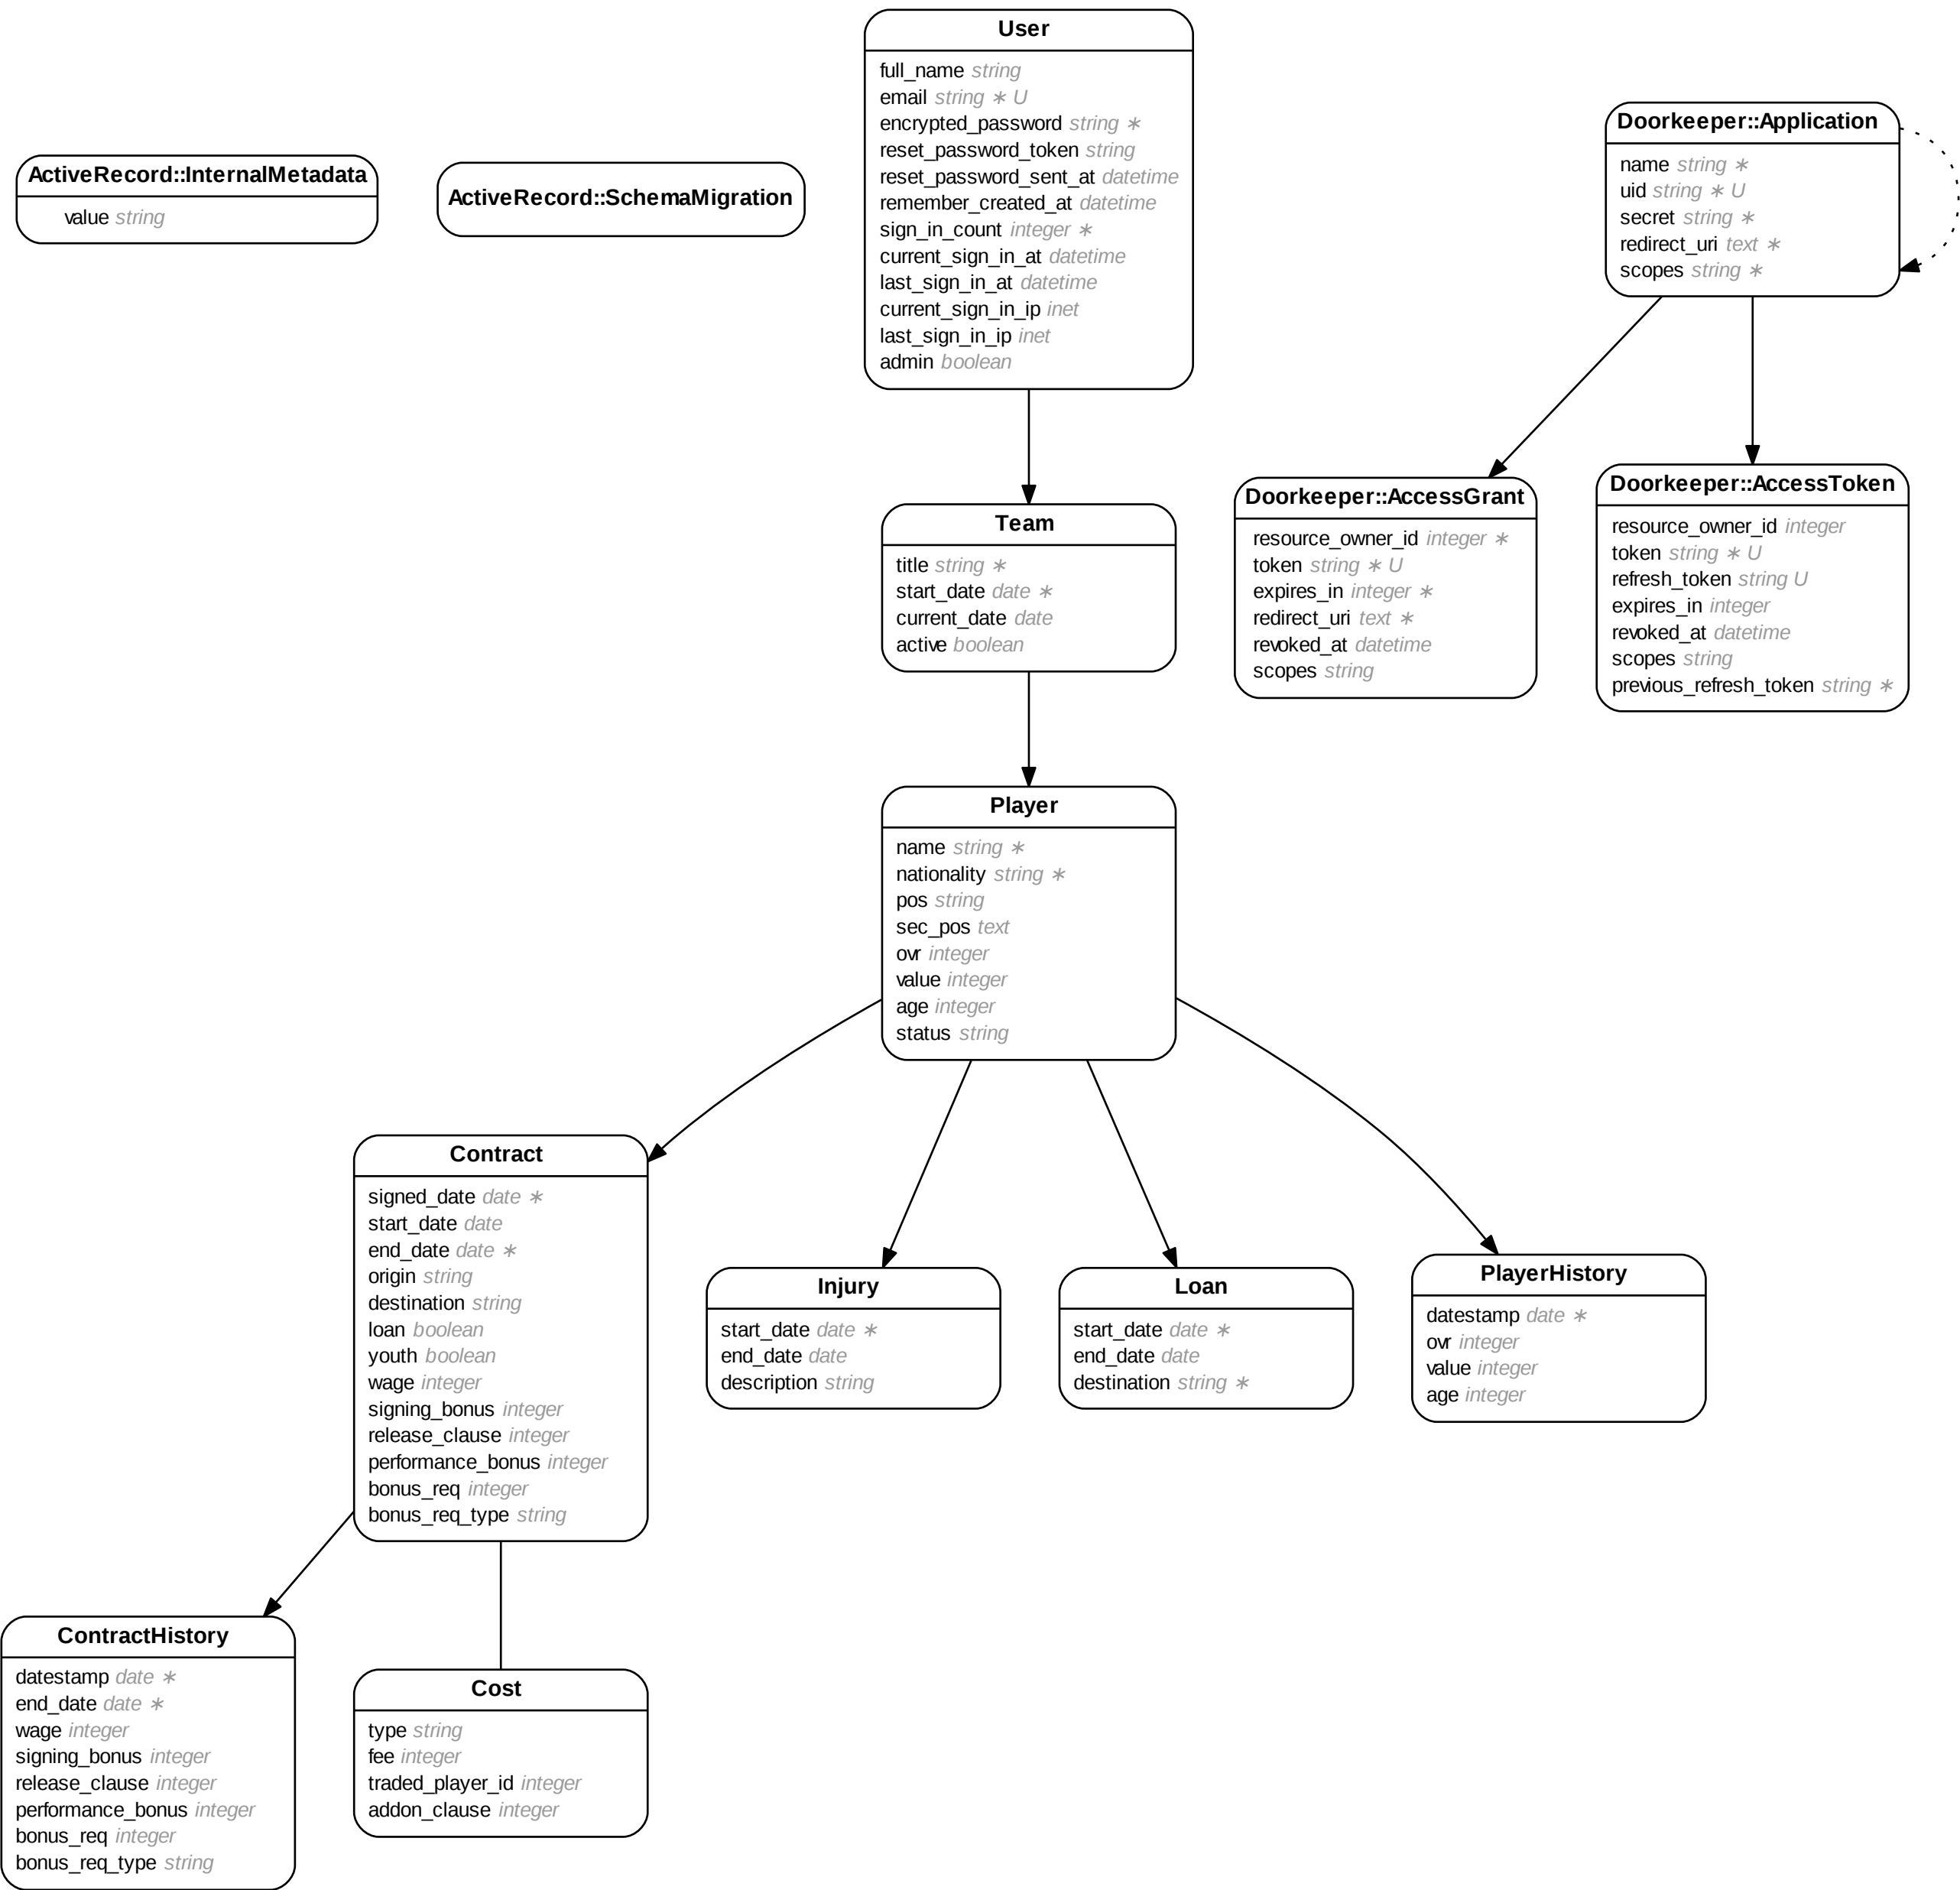 User
full_name string
email string ∗ U
encrypted_password string ∗
reset_password_token string
reset_password_sent_at datetime
remember_created_at datetime
sign_in_count integer ∗
current_sign_in_at datetime
last_sign_in_at datetime
current_sign_in_ip inet
last_sign_in_ip inet
admin boolean
Doorkeeper::Application
name string ∗
uid string ∗ U
secret string ∗
redirect_uri text ∗
scopes string ∗
ActiveRecord::InternalMetadata
value string
ActiveRecord::SchemaMigration
Team
title string ∗
start_date date ∗
current_date date
active boolean
Doorkeeper::AccessGrant
resource_owner_id integer ∗
token string ∗ U
expires_in integer ∗
redirect_uri text ∗
revoked_at datetime
scopes string
Doorkeeper::AccessToken
resource_owner_id integer
token string ∗ U
refresh_token string U
expires_in integer
revoked_at datetime
scopes string
previous_refresh_token string ∗
Player
name string ∗
nationality string ∗
pos string
sec_pos text
ovr integer
value integer
age integer
status string
Contract
signed_date date ∗
start_date date
end_date date ∗
origin string
destination string
loan boolean
youth boolean
wage integer
signing_bonus integer
release_clause integer
performance_bonus integer
bonus_req integer
bonus_req_type string
Injury
start_date date ∗
end_date date
description string
Loan
start_date date ∗
end_date date
destination string ∗
PlayerHistory
datestamp date ∗
ovr integer
value integer
age integer
ContractHistory
datestamp date ∗
end_date date ∗
wage integer
signing_bonus integer
release_clause integer
performance_bonus integer
bonus_req integer
bonus_req_type string
Cost
type string
fee integer
traded_player_id integer
addon_clause integer